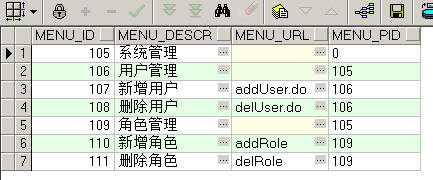 MENU_ID MENU_DESCR MENU_URL MENU_PID
1 105 系统管理 0
2 106 用户管理 105
3 107 新增用户 addUser.do 106
4 108 删除用户 delUser.do 106
5 109 角色管理 105
6 110 新增角色 addRole 109
7 111 删除角色 delRole 109